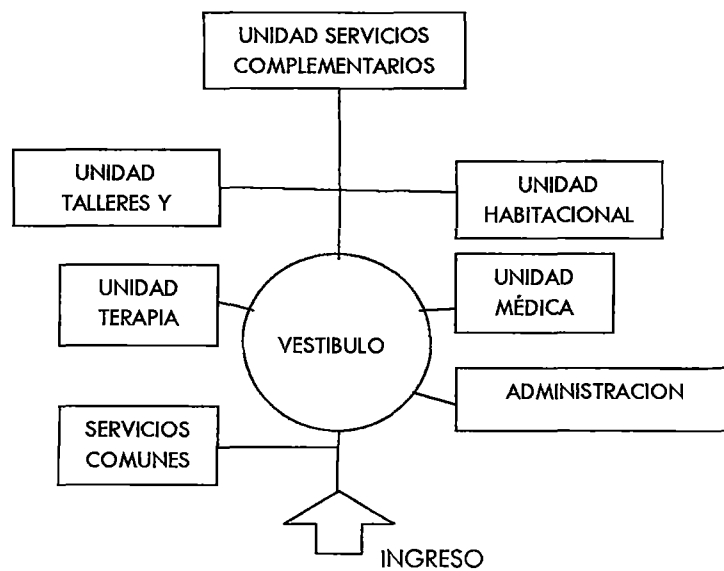 UNIDAD SERVICIOS
COMPLEMENTARIOS
UNIDAD
TALLERES Y
UNIDAD
HABITACIONAL
UNIDAD
TERAPIA
VESTIBULO
UNIDAD
MÉDICA
ADMINISTRACION
SERVICIOS
COMUNES
INGRESO